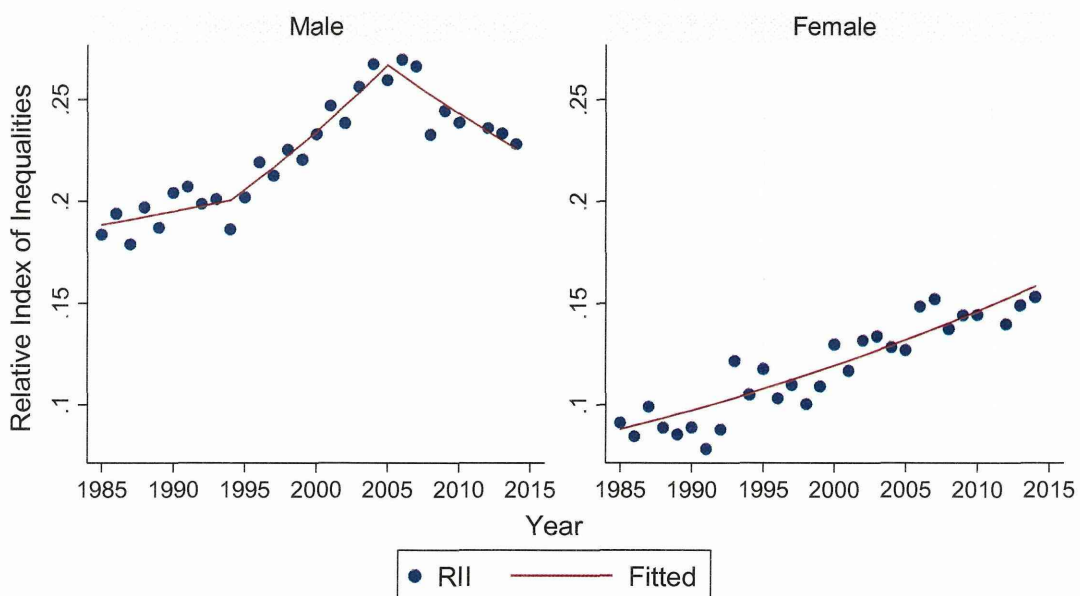 Male Female
Relative Index of Inequalities
.25 .25
.2 .2
.15 .15
.1 .1
1985 1990 1995 2000 2005 2010 2015 1985 1990 1995 2000 2005 2010 2015
Year
RII Fitted